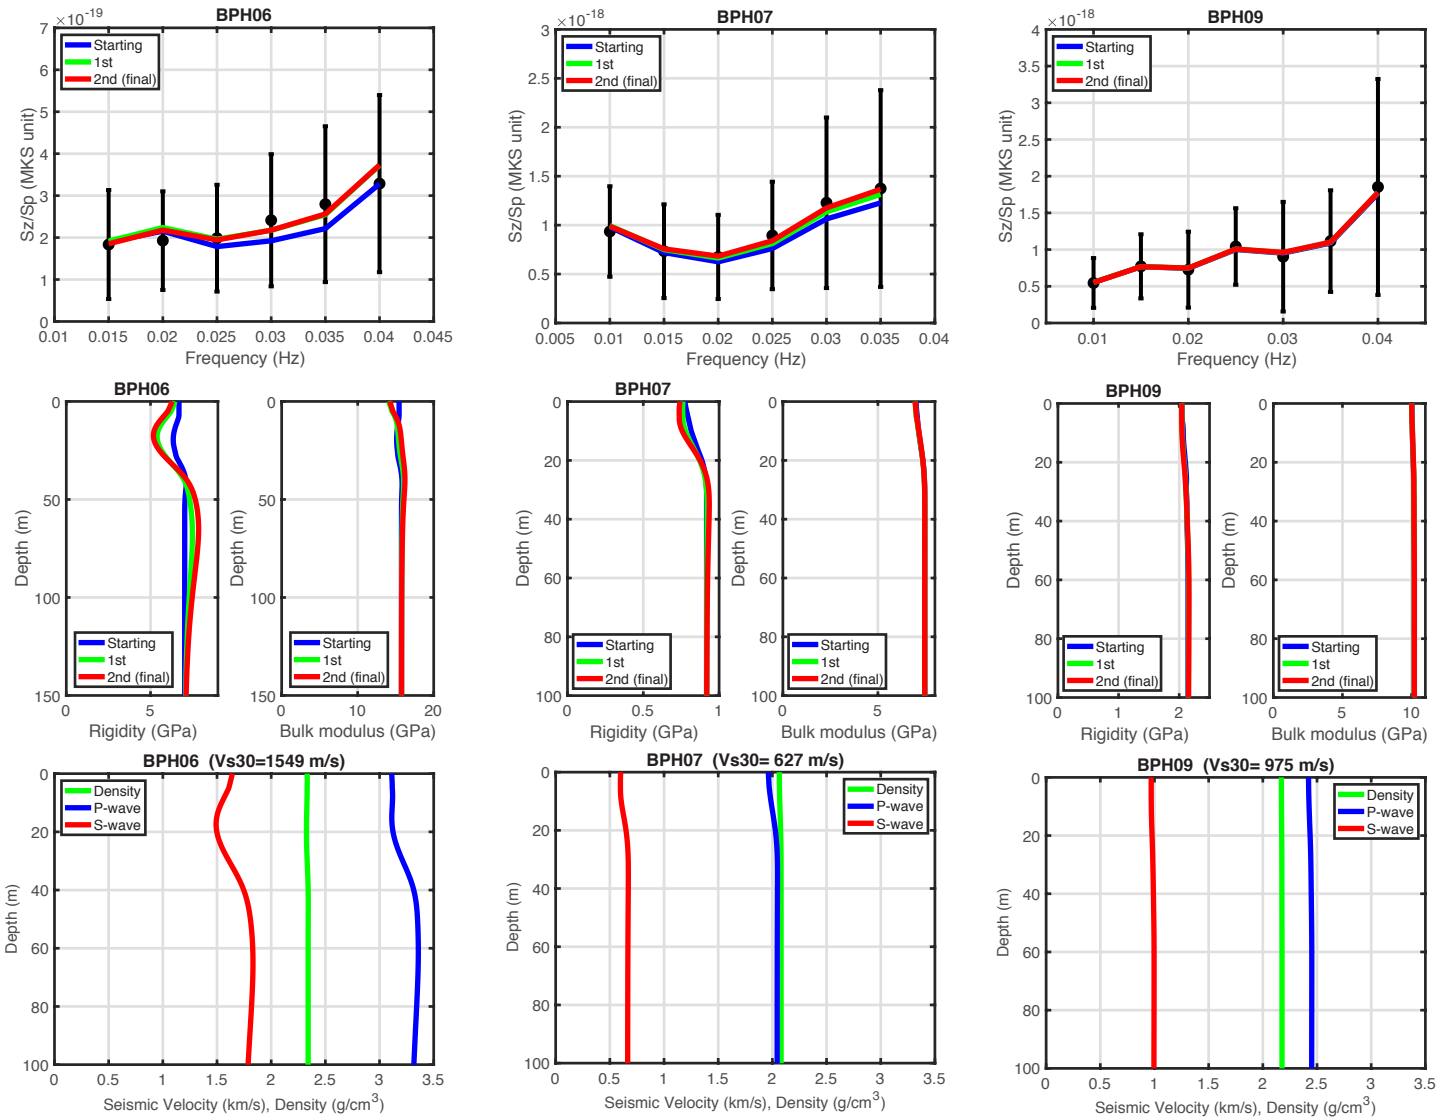 BPH06
×10^-19
7
6
5
4
3
2
1
0
Sz/Sp (MKS unit)
Starting
1st
2nd (final)
0.01 0.015 0.02 0.025 0.03 0.035 0.04 0.045
Frequency (Hz)
BPH07
×10^-18
3
2.5
2
1.5
1
0.5
0
Sz/Sp (MKS unit)
Starting
1st
2nd (final)
0.005 0.01 0.015 0.02 0.025 0.03 0.035 0.04
Frequency (Hz)
BPH09
×10^-18
4
3.5
3
2.5
2
1.5
1
0.5
0
Sz/Sp (MKS unit)
Starting
1st
2nd (final)
0.01 0.02 0.03 0.04
Frequency (Hz)
BPH06
0
50
100
150
Depth (m)
Starting
1st
2nd (final)
0 5
Rigidity (GPa)
0
50
100
150
Depth (m)
Starting
1st
2nd (final)
0 10 20
Bulk modulus (GPa)
BPH07
0
20
40
60
80
100
Depth (m)
Starting
1st
2nd (final)
0 0.5 1
Rigidity (GPa)
0
20
40
60
80
100
Depth (m)
Starting
1st
2nd (final)
0 5
Bulk modulus (GPa)
BPH09
0
20
40
60
80
100
Depth (m)
Starting
1st
2nd (final)
0 1 2
Rigidity (GPa)
0
20
40
60
80
100
Depth (m)
Starting
1st
2nd (final)
0 5 10
Bulk modulus (GPa)
BPH06 (Vs30=1549 m/s)
0
20
40
60
80
100
Depth (m)
Density
P-wave
S-wave
0 0.5 1 1.5 2 2.5 3 3.5
Seismic Velocity (km/s), Density (g/cm³)
BPH07 (Vs30= 627 m/s)
0
20
40
60
80
100
Depth (m)
Density
P-wave
S-wave
0 0.5 1 1.5 2 2.5 3 3.5
Seismic Velocity (km/s), Density (g/cm³)
BPH09 (Vs30= 975 m/s)
0
20
40
60
80
100
Depth (m)
Density
P-wave
S-wave
0 0.5 1 1.5 2 2.5 3 3.5
Seismic Velocity (km/s), Density (g/cm³)